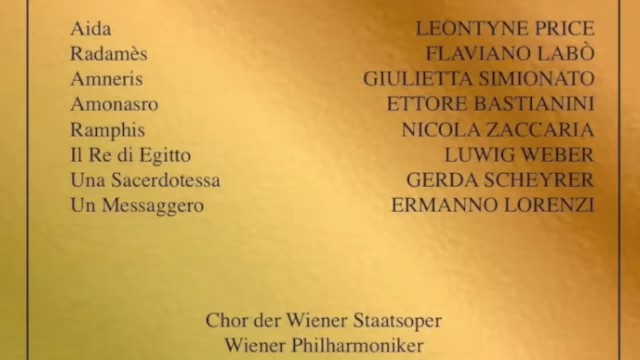 Aida LEONTYNE PRICE
Radamès FLAVIANO LABÒ
Amneris GIULIETTA SIMIONATO
Amonasro ETTORE BASTIANINI
Ramphis NICOLA ZACCARIA
Il Re di Egitto LUWIG WEBER
Una Sacerdotessa GERDA SCHEYRER
Un Messaggero ERMANNO LORENZI
Chor der Wiener Staatsoper
Wiener Philharmoniker